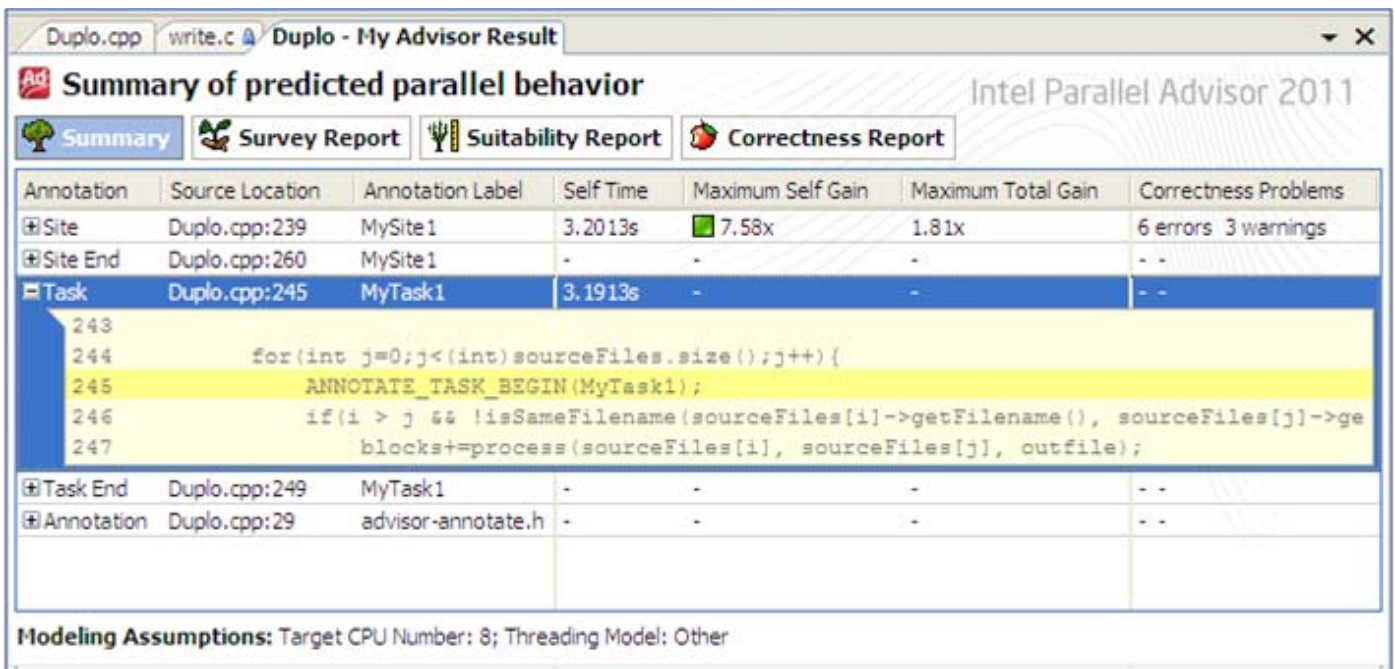 Duplo.cpp write.c Duplo - My Advisor Result
Ad Summary of predicted parallel behavior Intel Parallel Advisor 2011
Summary Survey Report Suitability Report Correctness Report
Annotation Source Location Annotation Label Self Time Maximum Self Gain Maximum Total Gain Correctness Problems
Site Duplo.cpp:239 MySite1 3.2013s 7.58x 1.81x 6 errors 3 warnings
Site End Duplo.cpp:260 MySite1 - - - - -
Task Duplo.cpp:245 MyTask1 3.1913s - - - -
243
244 for(int j=0;j<(int)sourceFiles.size();j++){
245 ANNOTATE_TASK_BEGIN(MyTask1);
246 if(i > j && !isSameFilename(sourceFiles[i]->getFilename(), sourceFiles[j]->ge
247 blocks+=process(sourceFiles[i], sourceFiles[j], outfile);
Task End Duplo.cpp:249 MyTask1 - - - - -
Annotation Duplo.cpp:29 advisor-annotate.h - - - - -
Modeling Assumptions: Target CPU Number: 8; Threading Model: Other